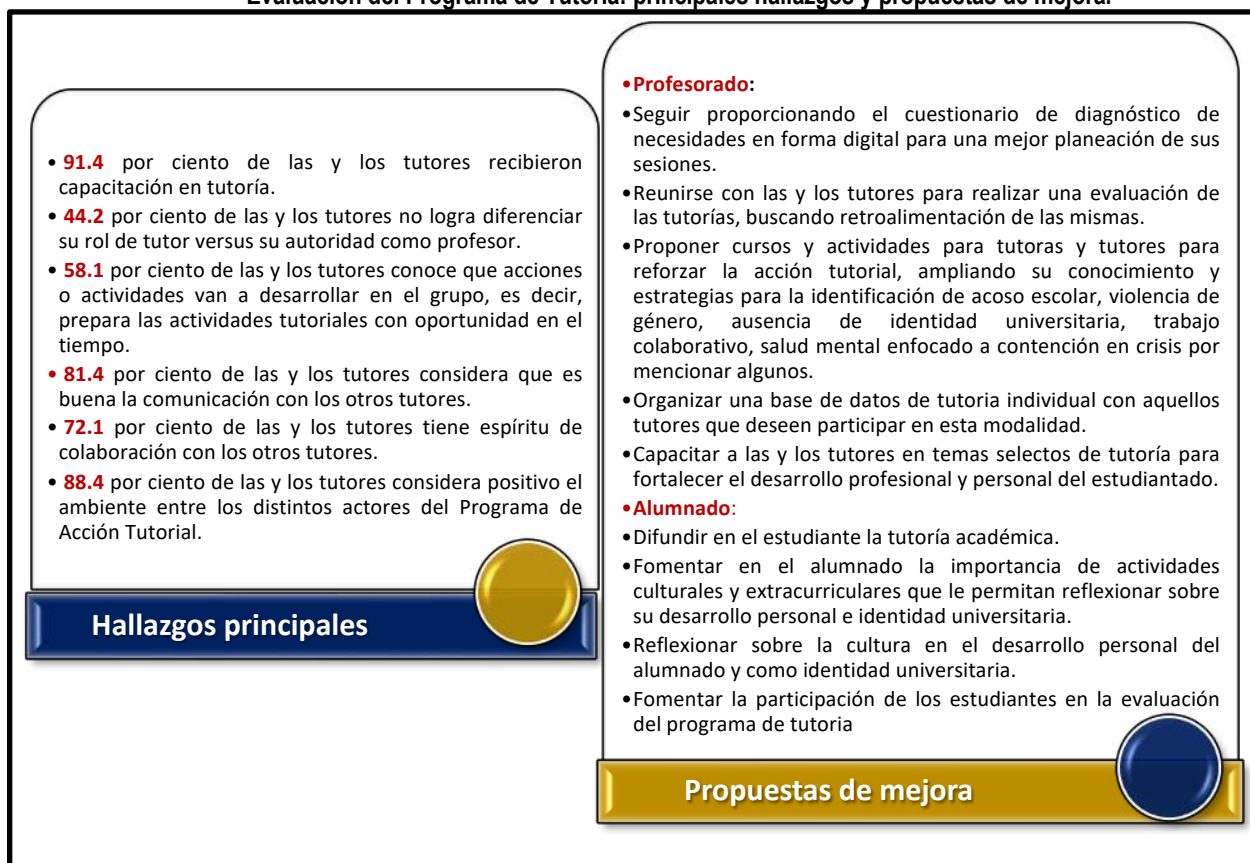 Evaluación del Programa de Tutoría: principales hallazgos y propuestas de mejora.
• 91.4 por ciento de las y los tutores recibieron
capacitación en tutoría.
• 44.2 por ciento de las y los tutores no logra diferenciar
su rol de tutor versus su autoridad como profesor.
• 58.1 por ciento de las y los tutores conoce que acciones
o actividades van a desarrollar en el grupo, es decir,
prepara las actividades tutoriales con oportunidad en el
tiempo.
• 81.4 por ciento de las y los tutores considera que es
buena la comunicación con los otros tutores.
• 72.1 por ciento de las y los tutores tiene espíritu de
colaboración con los otros tutores.
• 88.4 por ciento de las y los tutores considera positivo el
ambiente entre los distintos actores del Programa de
Acción Tutorial.
Hallazgos principales
•Profesorado:
•Seguir proporcionando el cuestionario de diagnóstico de
necesidades en forma digital para una mejor planeación de sus
sesiones.
•Reunirse con las y los tutores para realizar una evaluación de
las tutorías, buscando retroalimentación de las mismas.
•Proponer cursos y actividades para tutoras y tutores para
reforzar la acción tutorial, ampliando su conocimiento y
estrategias para la identificación de acoso escolar, violencia de
género, ausencia de identidad universitaria, trabajo
colaborativo, salud mental enfocado a contención en crisis por
mencionar algunos.
•Organizar una base de datos de tutoria individual con aquellos
tutores que deseen participar en esta modalidad.
•Capacitar a las y los tutores en temas selectos de tutoría para
fortalecer el desarrollo profesional y personal del estudiantado.
•Alumnado:
•Difundir en el estudiante la tutoría académica.
•Fomentar en el alumnado la importancia de actividades
culturales y extracurriculares que le permitan reflexionar sobre
su desarrollo personal e identidad universitaria.
•Reflexionar sobre la cultura en el desarrollo personal del
alumnado y como identidad universitaria.
•Fomentar la participación de los estudiantes en la evaluación
del programa de tutoria
Propuestas de mejora